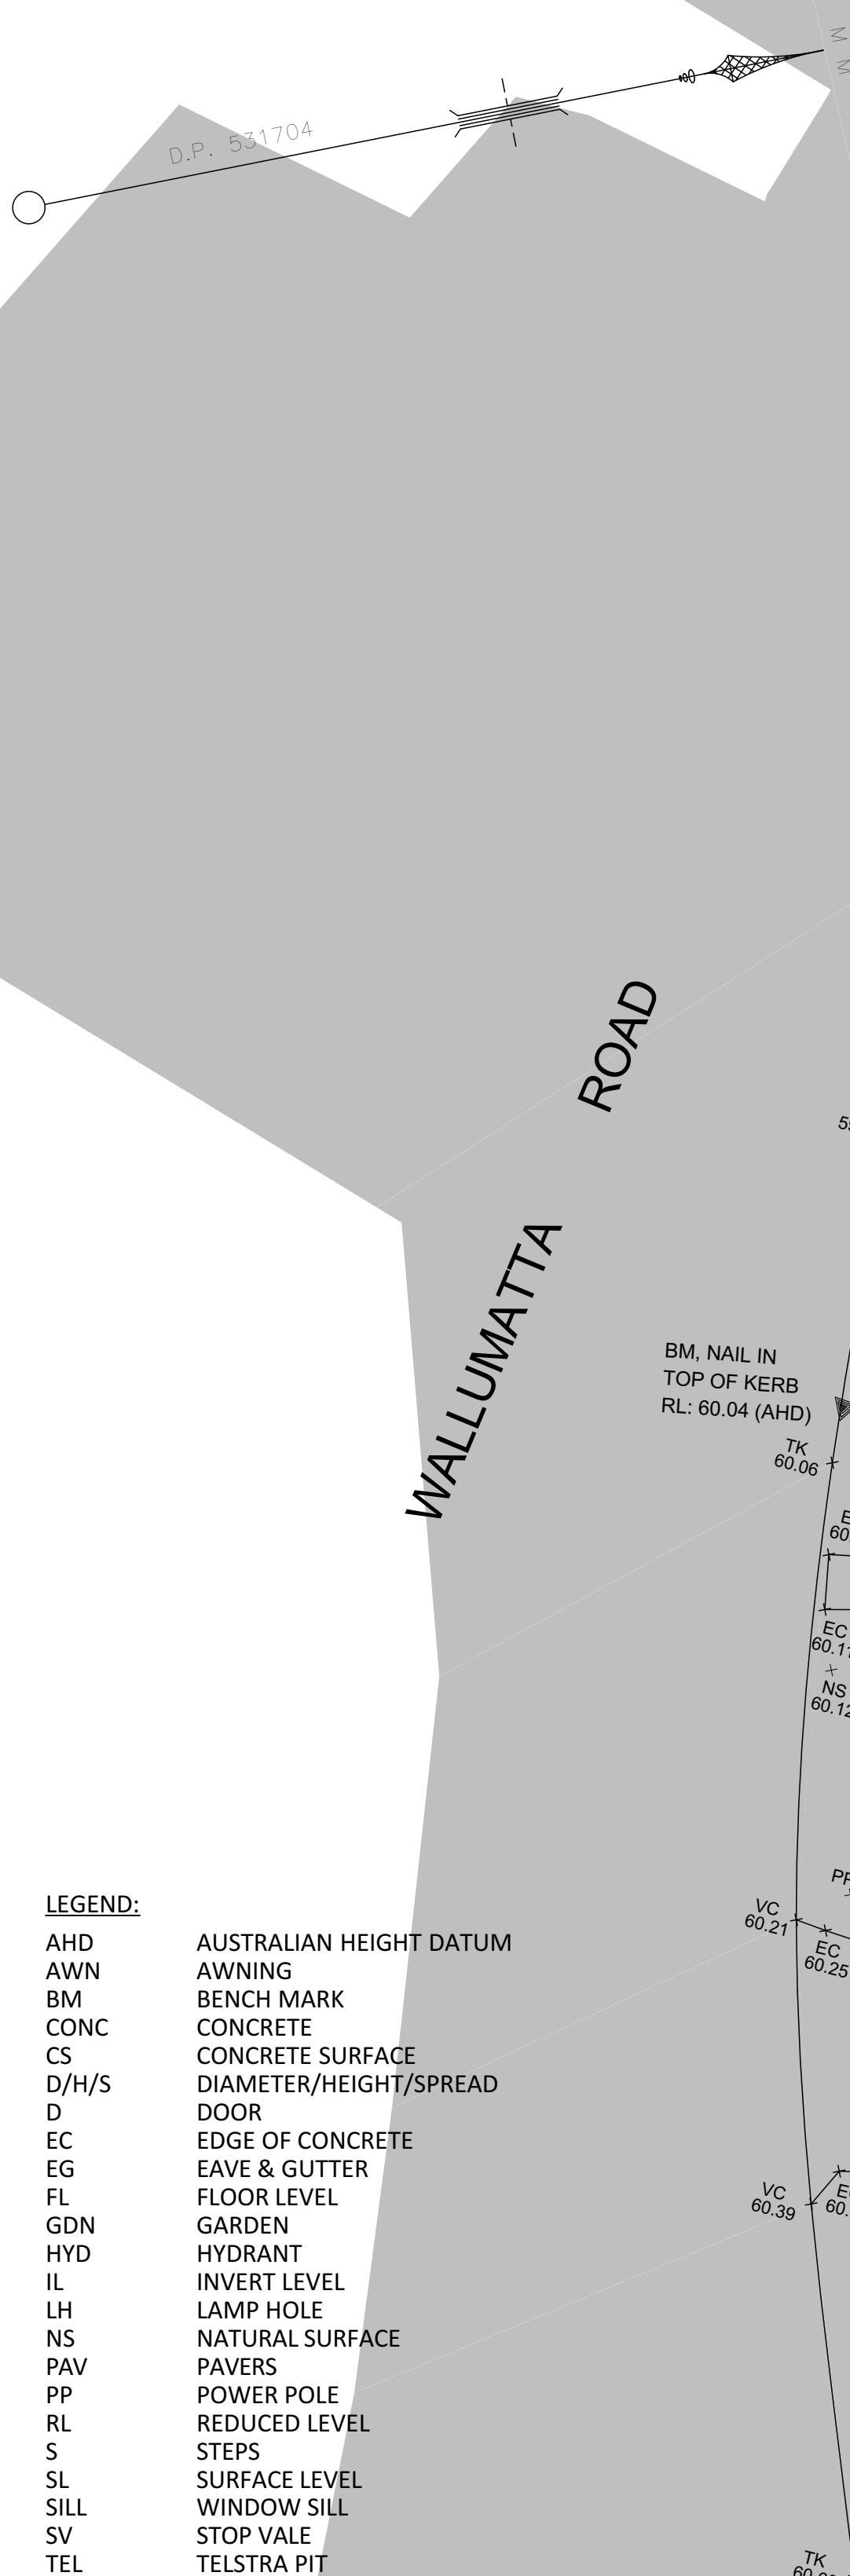 D.P. 531704
M
M
WALLUMATTA ROAD
BM, NAIL IN
TOP OF KERB
RL: 60.04 (AHD)
TK
60.06
EC
NS
VC
60.21
EC
60.25
VC
60.39
TK
LEGEND:
AHD AUSTRALIAN HEIGHT DATUM
AWN AWNING
BM BENCH MARK
CONC CONCRETE
CS CONCRETE SURFACE
D/H/S DIAMETER/HEIGHT/SPREAD
D DOOR
EC EDGE OF CONCRETE
EG EAVE & GUTTER
FL FLOOR LEVEL
GDN GARDEN
HYD HYDRANT
IL INVERT LEVEL
LH LAMP HOLE
NS NATURAL SURFACE
PAV PAVERS
PP POWER POLE
RL REDUCED LEVEL
S STEPS
SL SURFACE LEVEL
SILL WINDOW SILL
SV STOP VALE
TEL TELSTRA PIT